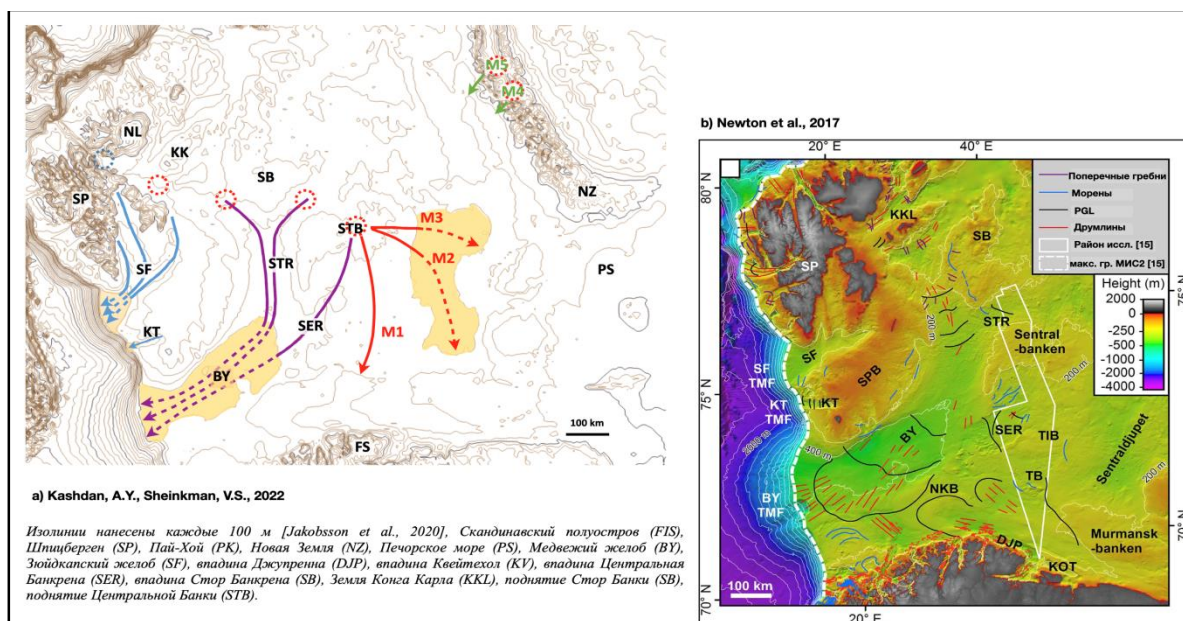 M5
M4
NL
KK
SB
SP
NZ
STB
M3
STR
M2
PS
SF
SER
KT
M1
BY
100 km
FS
a) Kashdan, A.Y., Sheinkman, V.S., 2022
Изолинии нанесены каждые 100 м [Jakobsson et al., 2020], Скандинавский полуостров (FIS),
Шпицберген (SP), Пай-Хой (PK), Новая Земля (NZ), Печорское море (PS), Медвежий желоб (BY),
Зюйдкапский желоб (SF), впадина Джупренна (DJP), впадина Квейтехол (KV), впадина Центральная
Банкрена (SER), впадина Стор Банкрена (SB), Земля Конга Карла (KKL), поднятие Стор Банки (SB),
поднятие Центральной Банки (STB).
b) Newton et al., 2017
20° E
40° E
80° N
Поперечные гребни
Морены
PGL
Друмлины
Район иссл. [15]
макс. гр. МИС2 [15]
KKL
SB
SP
75° N
Height (m)
2000
0
-250
-500
-1000
-2000
-4000
200 m
STR
Sentral
-banken
SF
SF
TMF
SPB
200 m
75° N
KT
TMF
KT
SER
TIB
BY
2000 m
400 m
Sentraldjupet
TB
NKB
200 m
BY
TMF
70° N
Murmansk
-banken
DJP
KOT
100 km
70° N
20° E